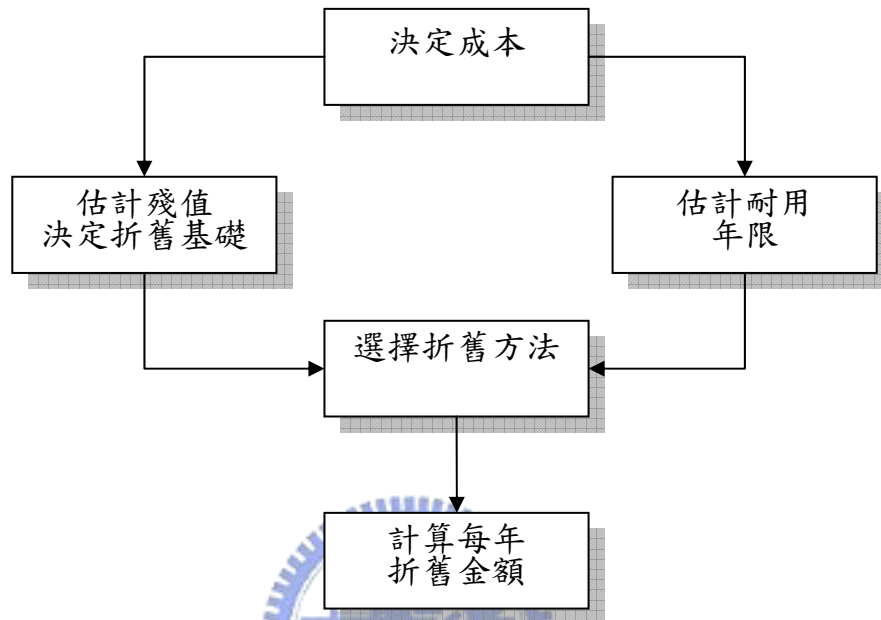 決定成本
估計殘值
決定折舊基礎
估計耐用
年限
選擇折舊方法
計算每年
折舊金額